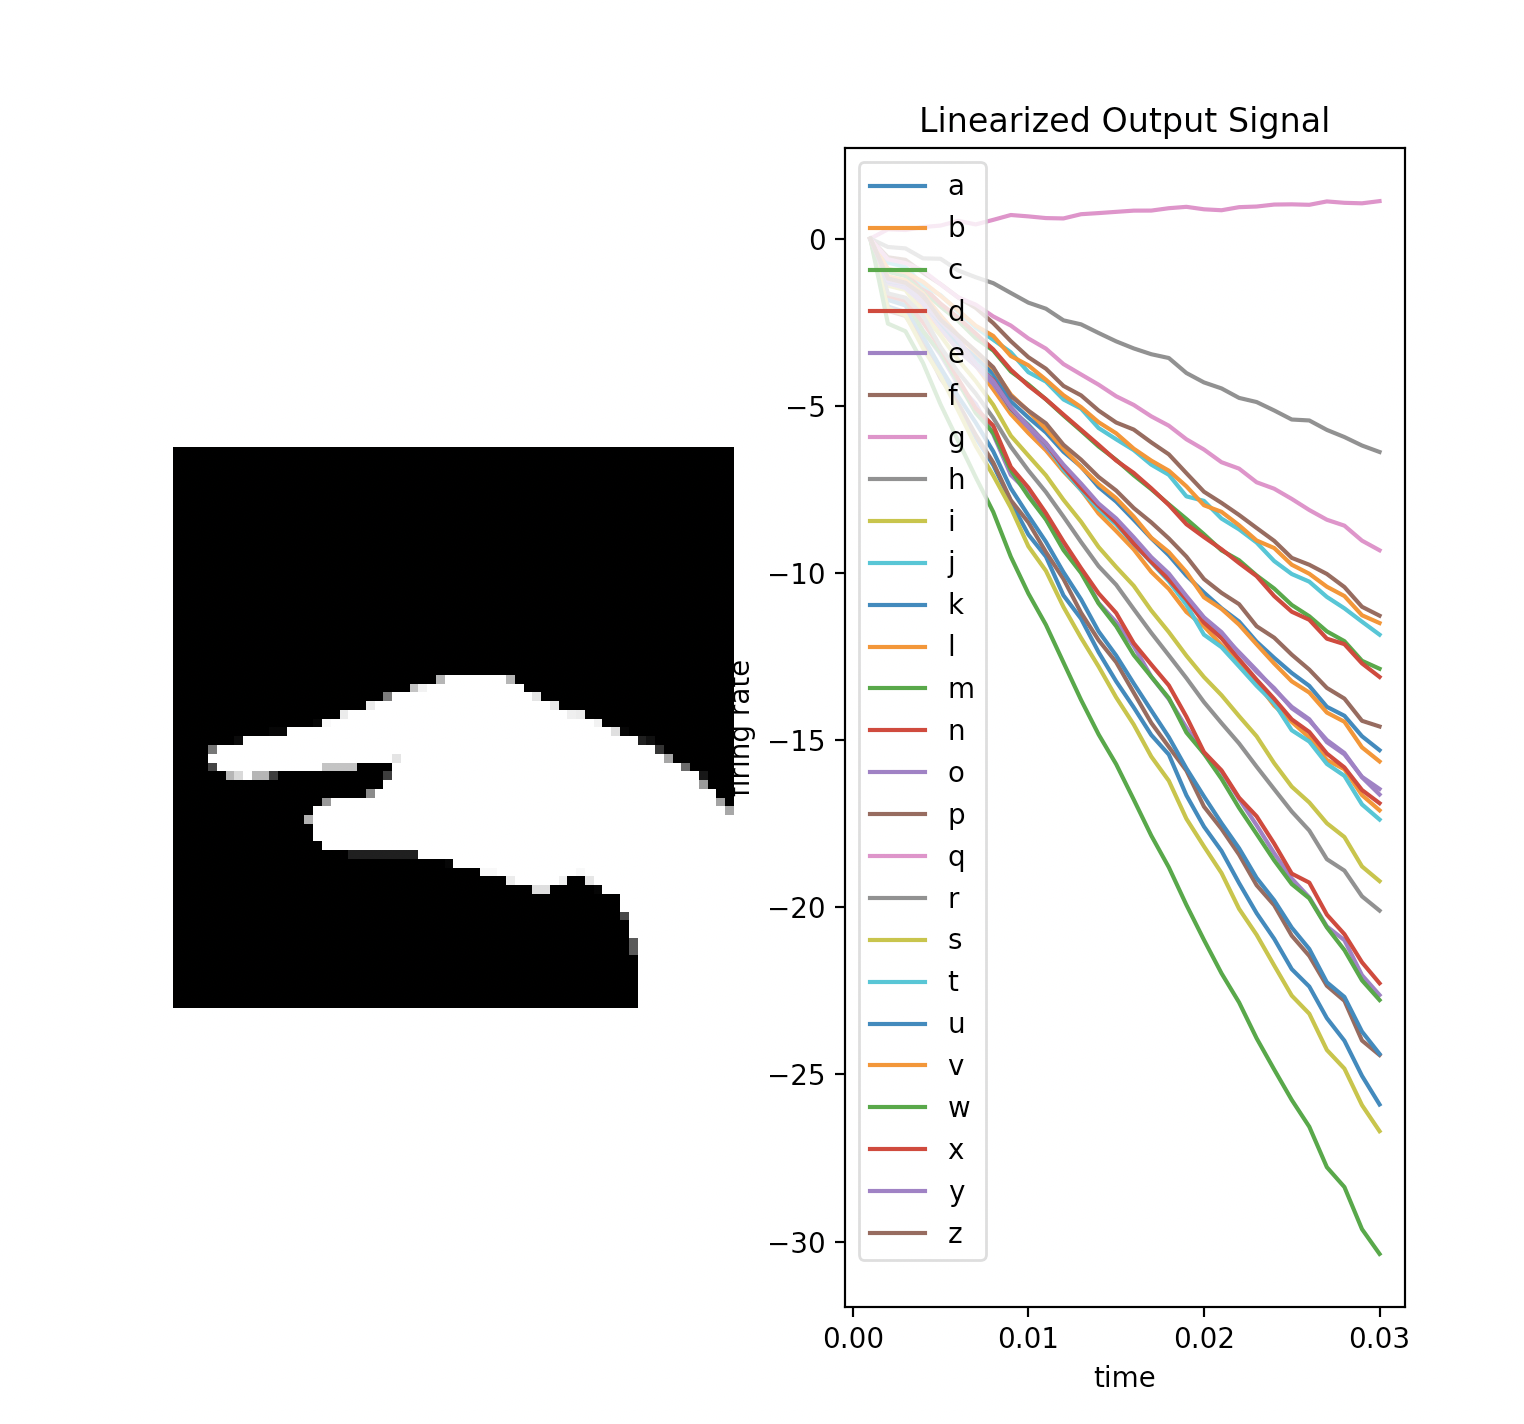 Linearized Output Signal
firing rate
0
−5
−10
−15
−20
−25
−30
a
b
c
d
e
f
g
h
i
j
k
l
m
n
o
p
q
r
s
t
u
v
w
x
y
z
0.00 0.01 0.02 0.03
time